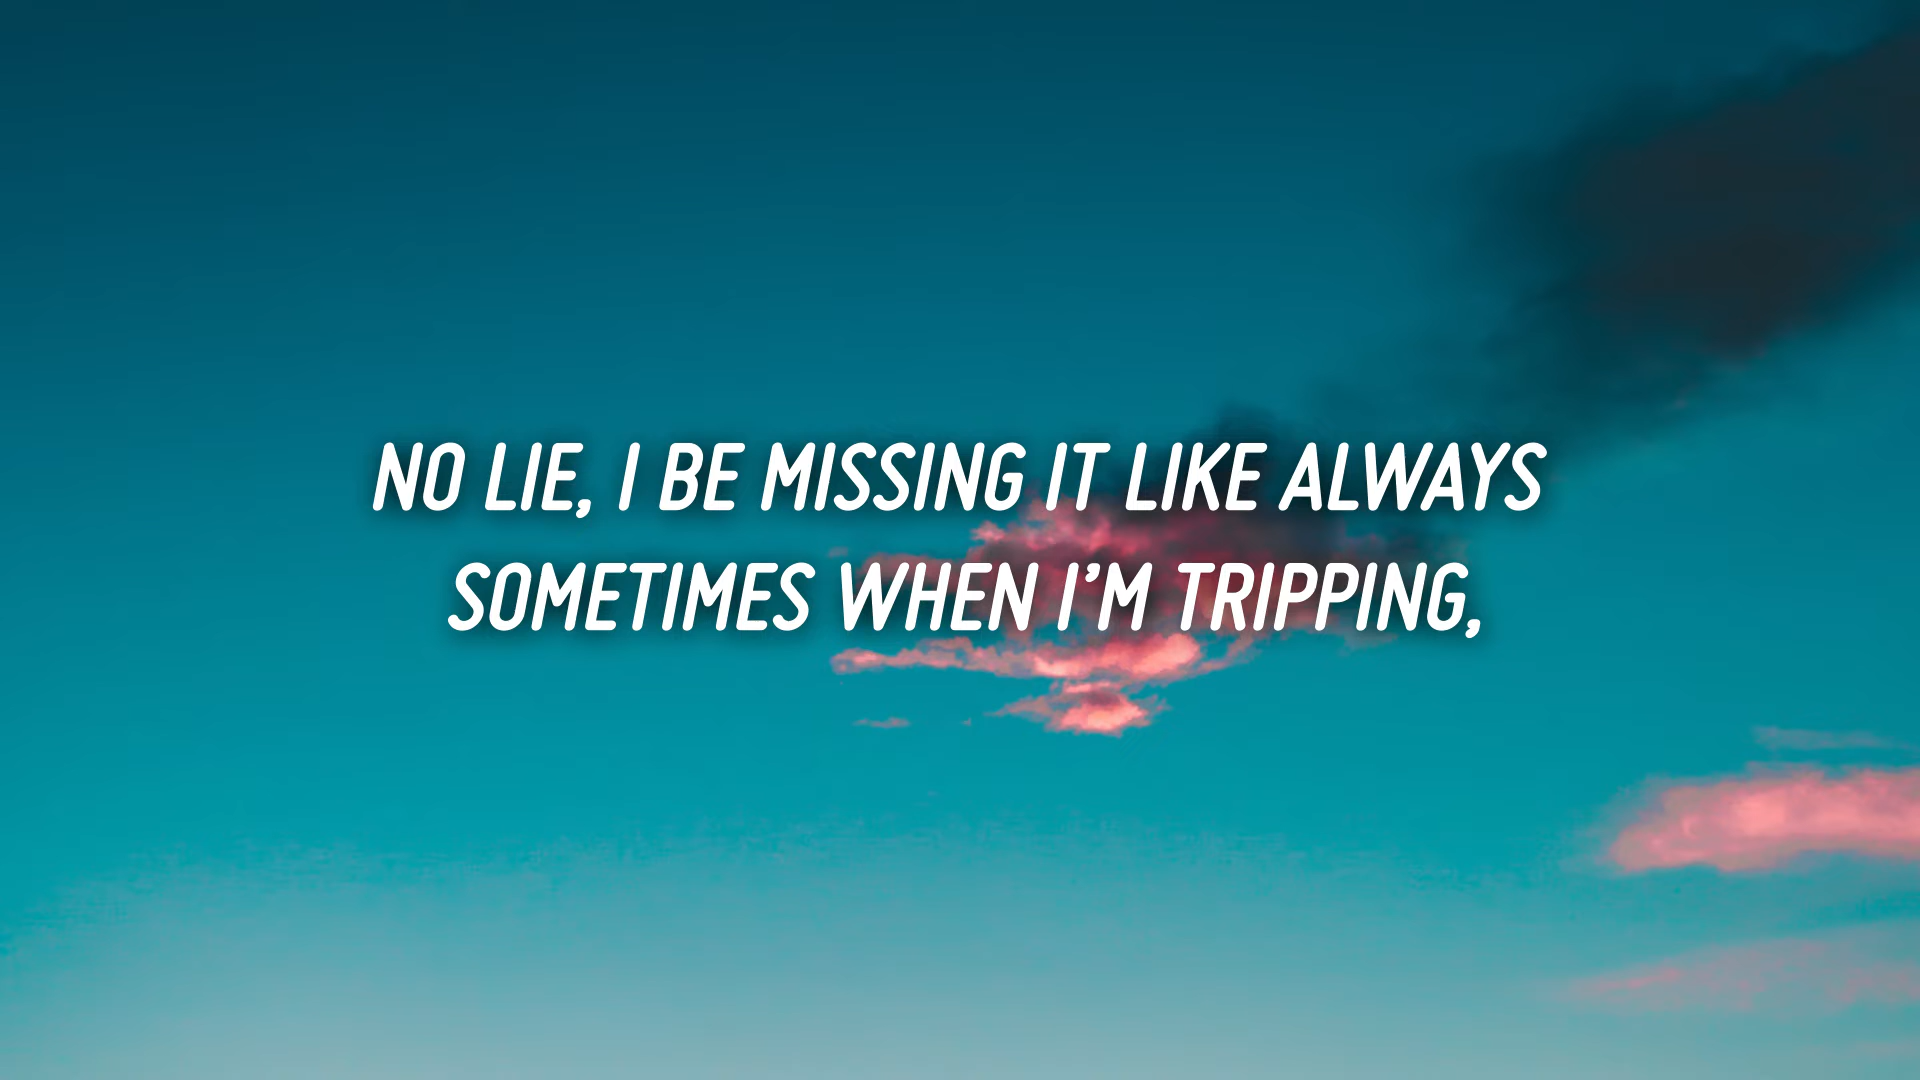 NO LIE, I BE MISSING IT LIKE ALWAYS
SOMETIMES WHEN I’M TRIPPING,